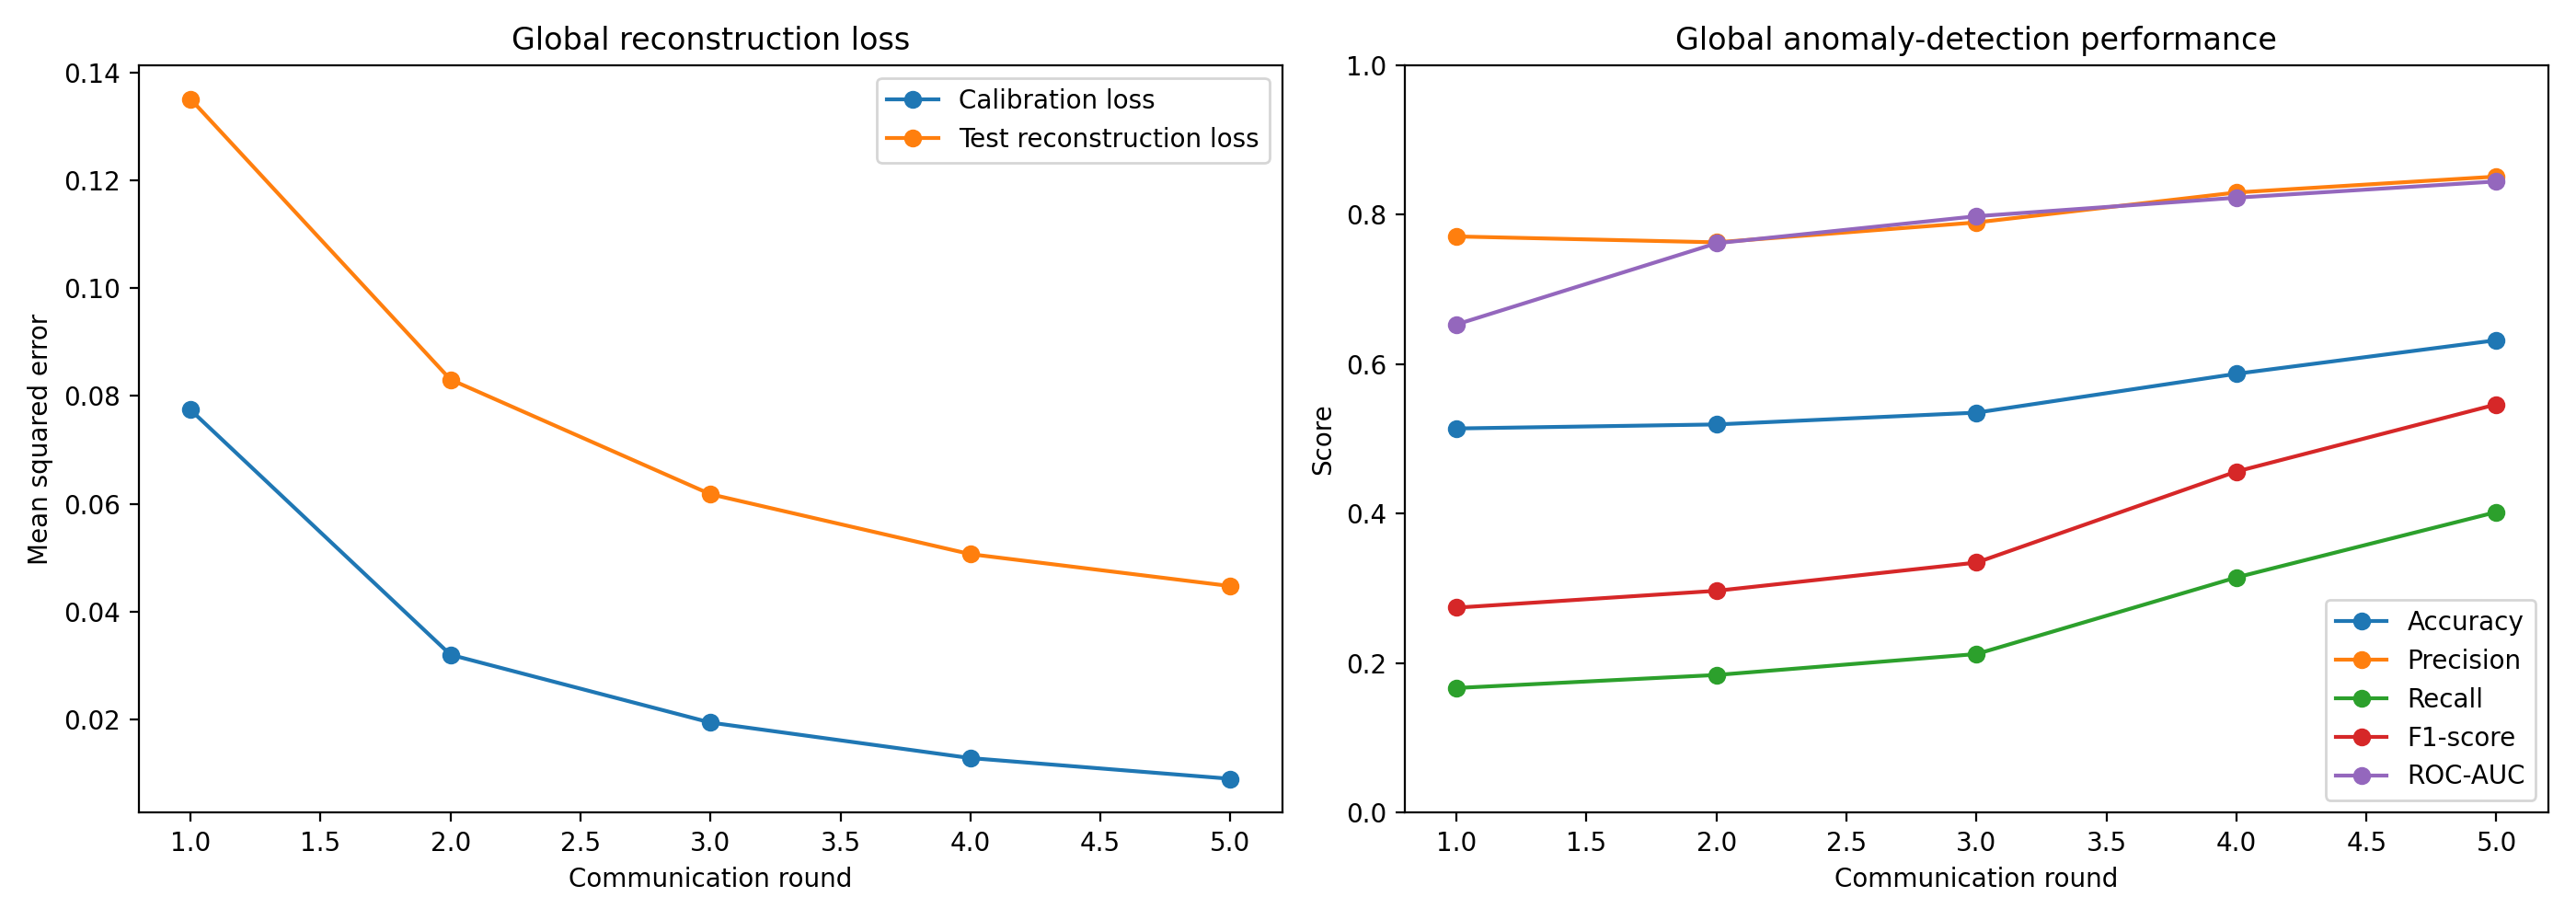 Global reconstruction loss
0.14
0.12
0.10
0.08
0.06
0.04
0.02
Mean squared error
Calibration loss
Test reconstruction loss
1.0 1.5 2.0 2.5 3.0 3.5 4.0 4.5 5.0
Communication round
Global anomaly-detection performance
1.0
0.8
0.6
0.4
0.2
0.0
Score
Accuracy
Precision
Recall
F1-score
ROC-AUC
1.0 1.5 2.0 2.5 3.0 3.5 4.0 4.5 5.0
Communication round